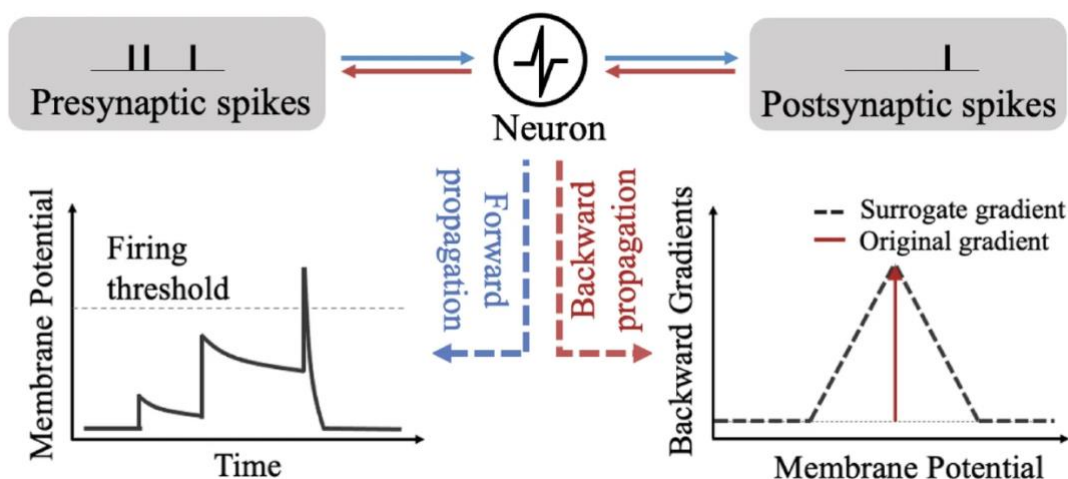 Presynaptic spikes
Neuron
Postsynaptic spikes
Membrane Potential
Firing
threshold
Time
Forward
propagation
Backward
propagation
Backward Gradients
Surrogate gradient
Original gradient
Membrane Potential